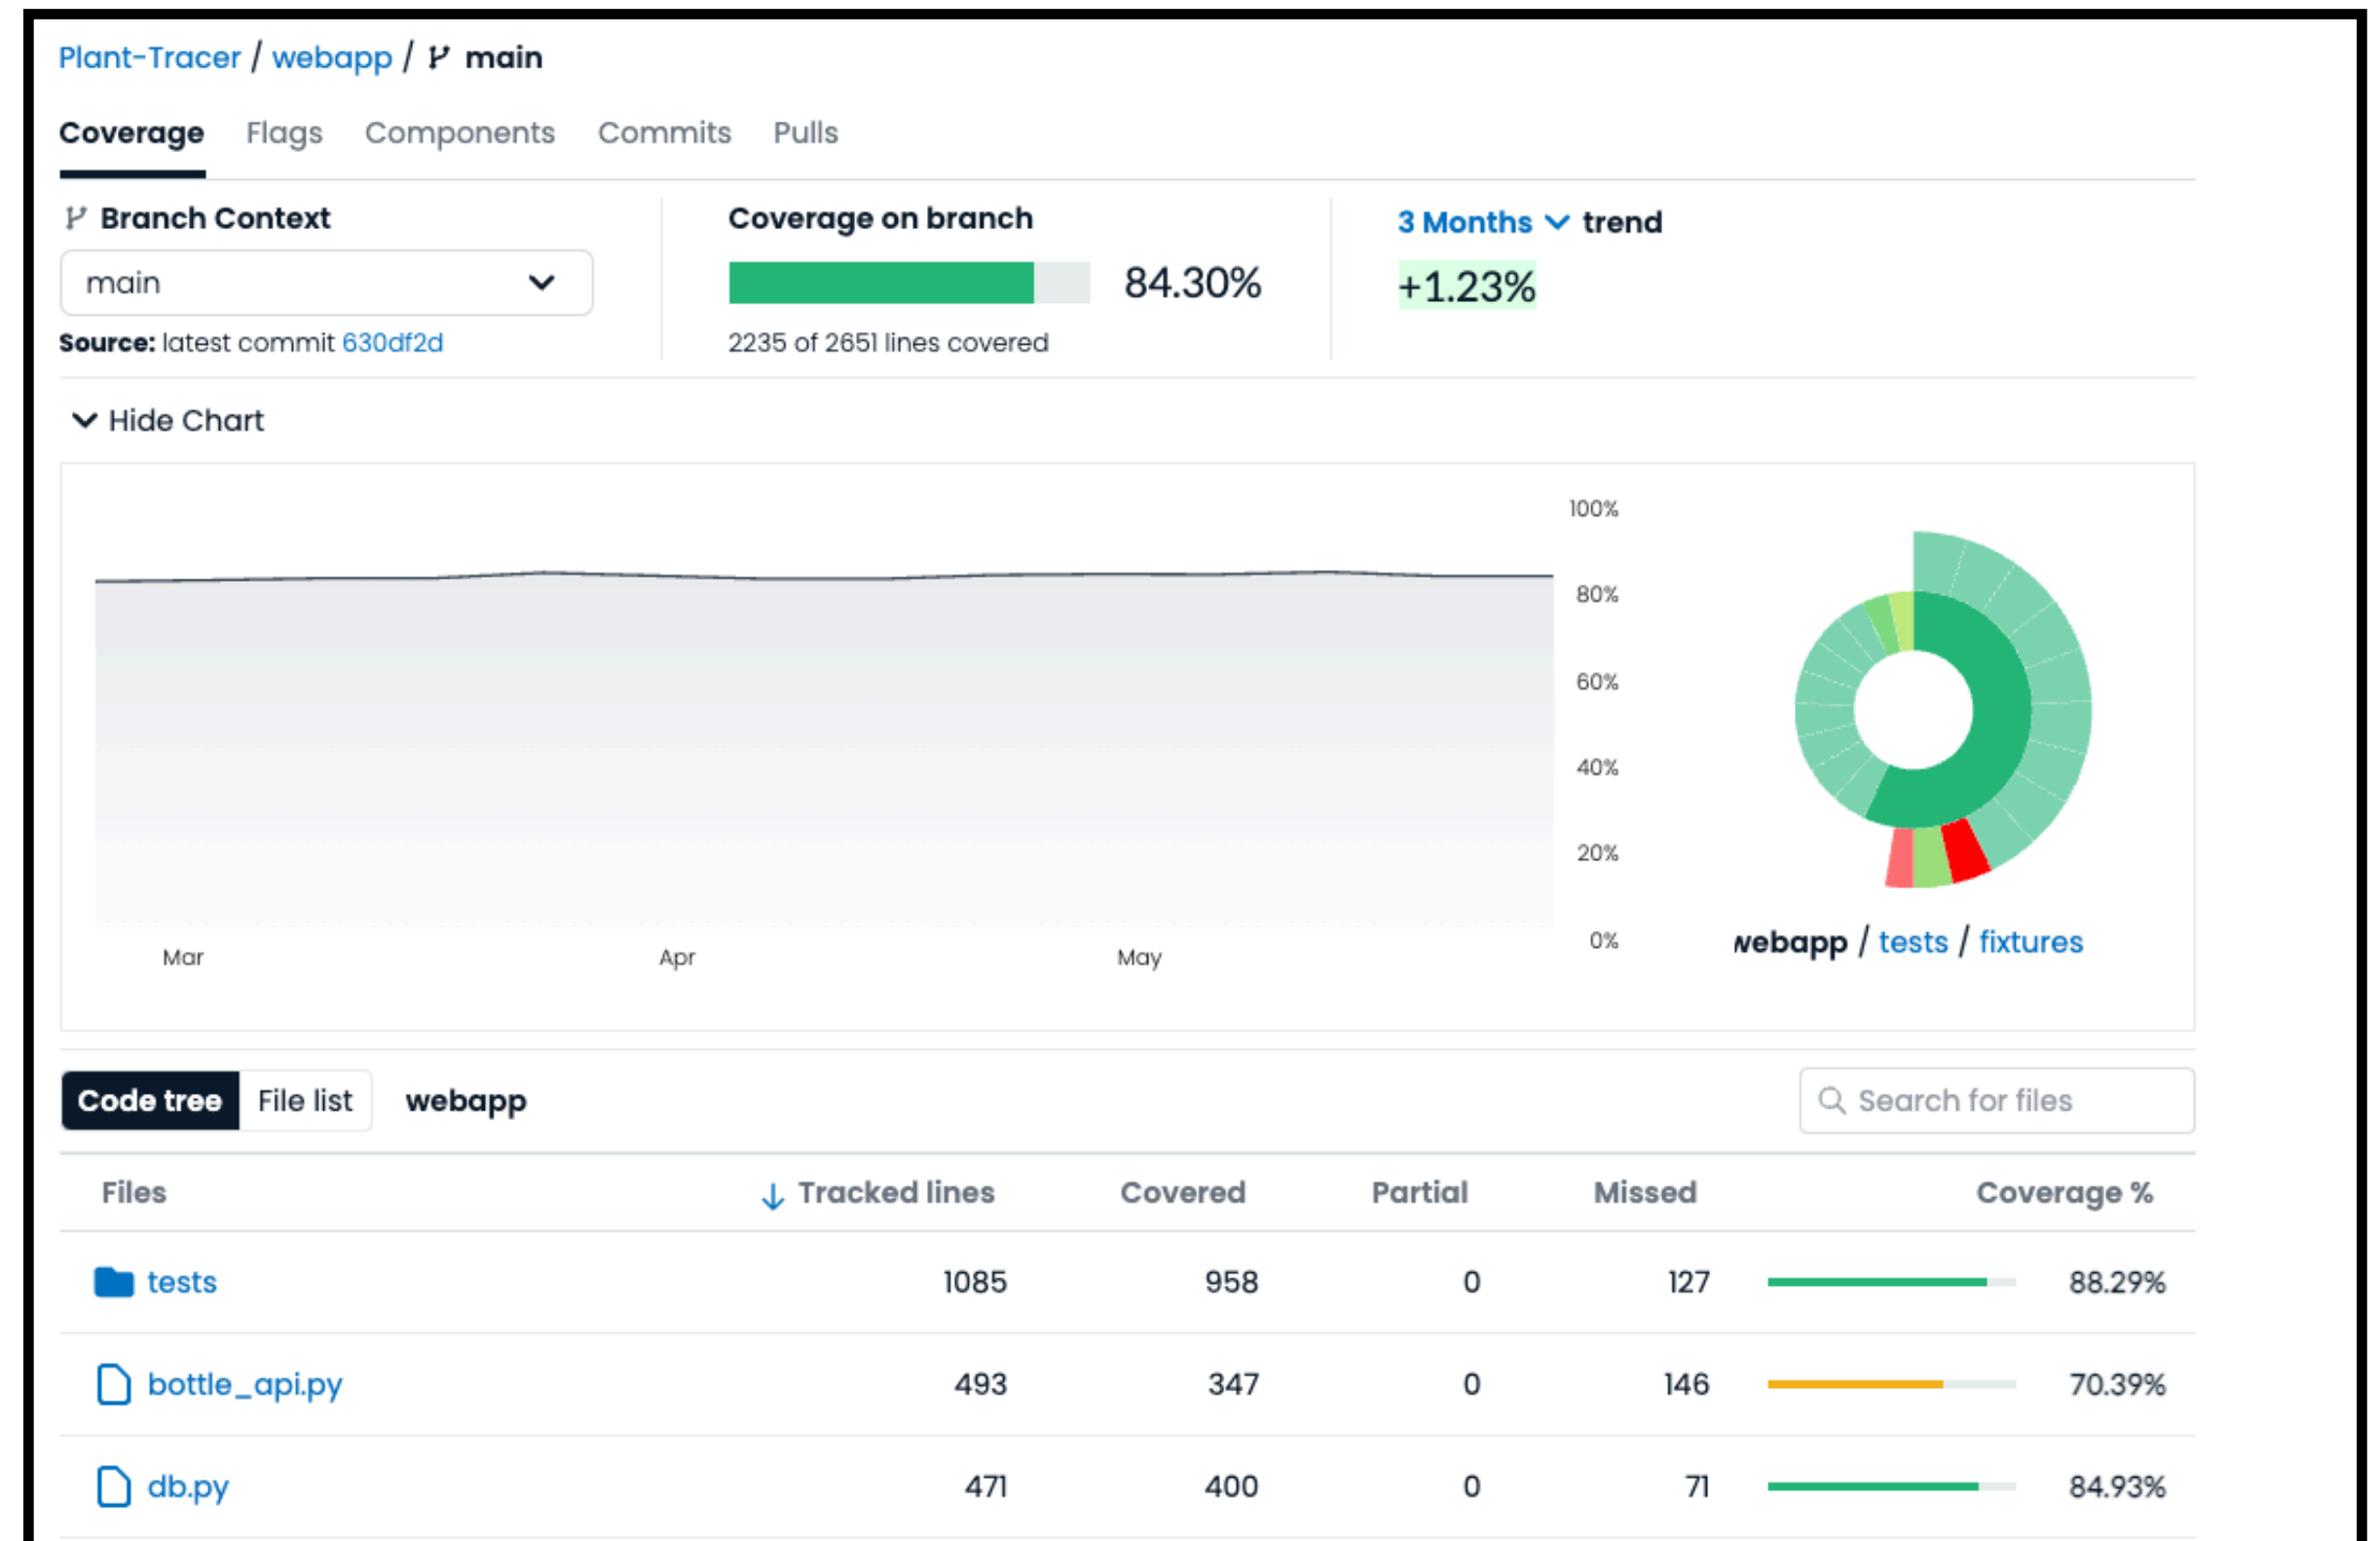 Plant-Tracer / webapp / main
Coverage Flags Components Commits Pulls
Branch Context
main
Source: latest commit 630df2d
Coverage on branch
84.30%
2235 of 2651 lines covered
3 Months trend
+1.23%
Hide Chart
100%
80%
60%
40%
20%
0%
Mar Apr May
webapp / tests / fixtures
Code tree File list webapp Search for files
Files Tracked lines Covered Partial Missed Coverage %
tests 1085 958 0 127 88.29%
bottle_api.py 493 347 0 146 70.39%
db.py 471 400 0 71 84.93%